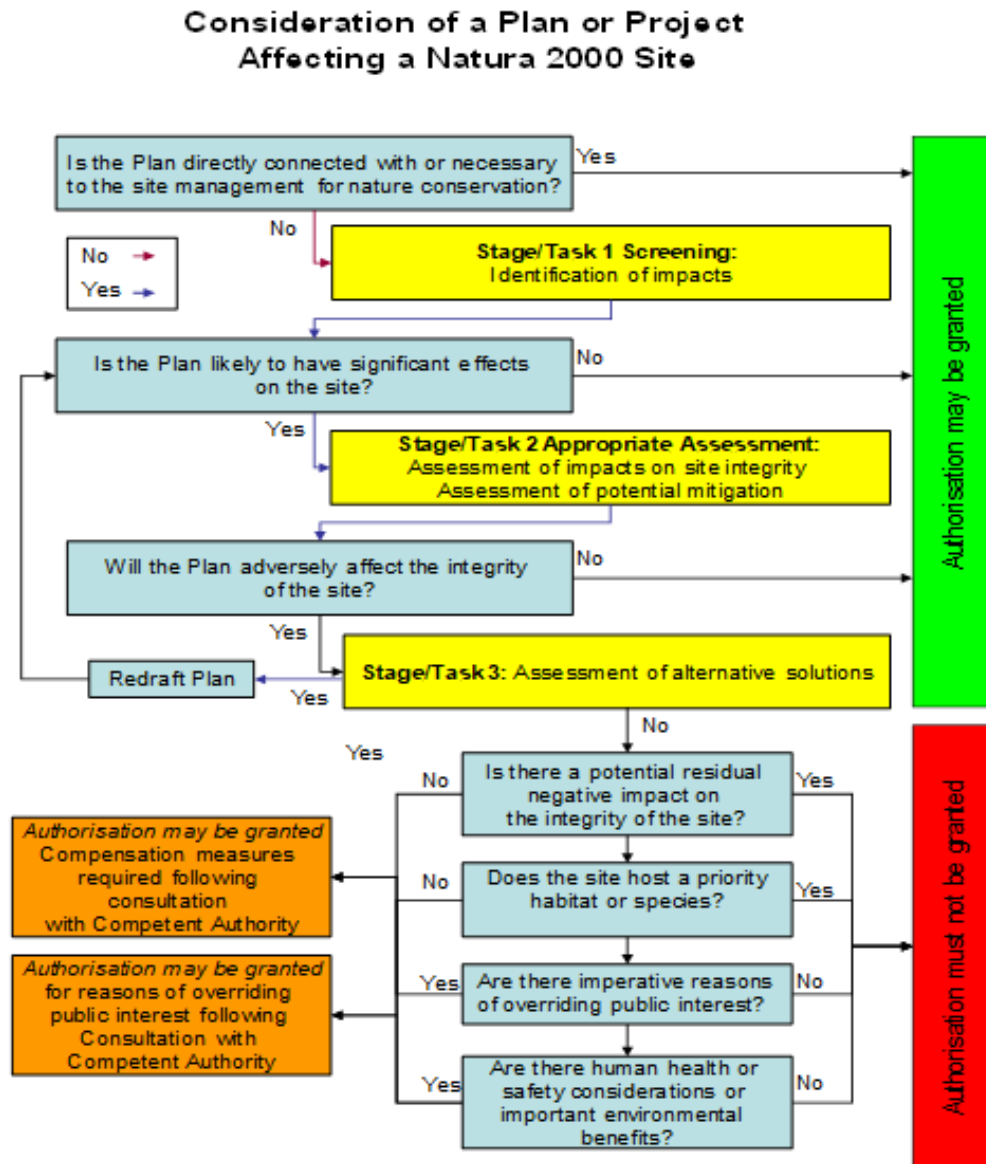 Consideration of a Plan or Project
Affecting a Natura 2000 Site
Is the Plan directly connected with or necessary
to the site management for nature conservation?
Yes
No
No
Yes
Stage/Task 1 Screening:
Identification of impacts
Is the Plan likely to have significant effects
on the site?
No
Yes
Stage/Task 2 Appropriate Assessment:
Assessment of impacts on site integrity
Assessment of potential mitigation
Will the Plan adversely affect the integrity
of the site?
No
Yes
Stage/Task 3: Assessment of alternative solutions
Redraft Plan
Yes
No
Authorisation may be granted
Yes
No
Is there a potential residual
negative impact on
the integrity of the site?
Yes
Authorisation may be granted
Compensation measures
required following
consultation
with Competent Authority
No
Does the site host a priority
habitat or species?
Yes
Authorisation may be granted
for reasons of overriding
public interest following
Consultation with
Competent Authority
Yes
Are there imperative reasons
of overriding public interest?
No
Yes
Are there human health or
safety considerations or
important environmental
benefits?
No
Authorisation must not be granted